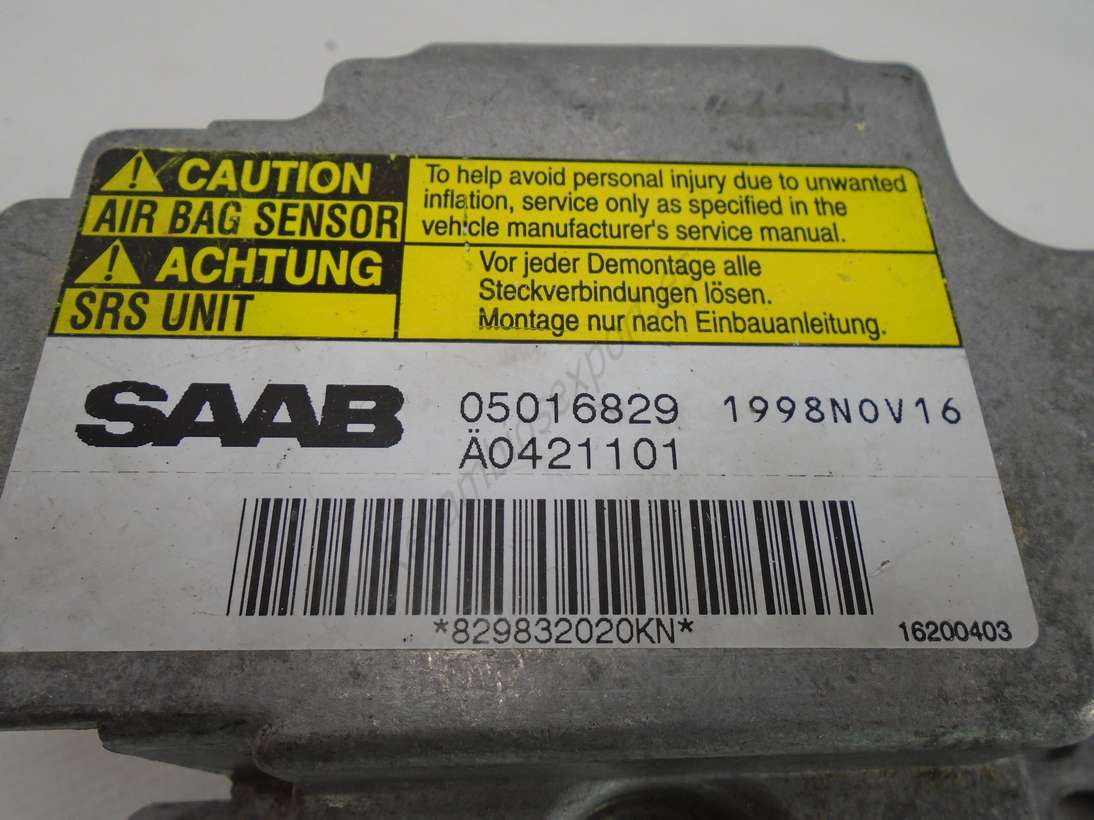 CAUTION
AIR BAG SENSOR
To help avoid personal injury due to unwanted
inflation, service only as specified in the
vehicle manufacturer's service manual.
ACHTUNG
SRS UNIT
Vor jeder Demontage alle
Steckverbindungen lösen.
Montage nur nach Einbauanleitung.
SAAB
05016829 1998NOV16
Ä0421101
*829832020KN*
16200403